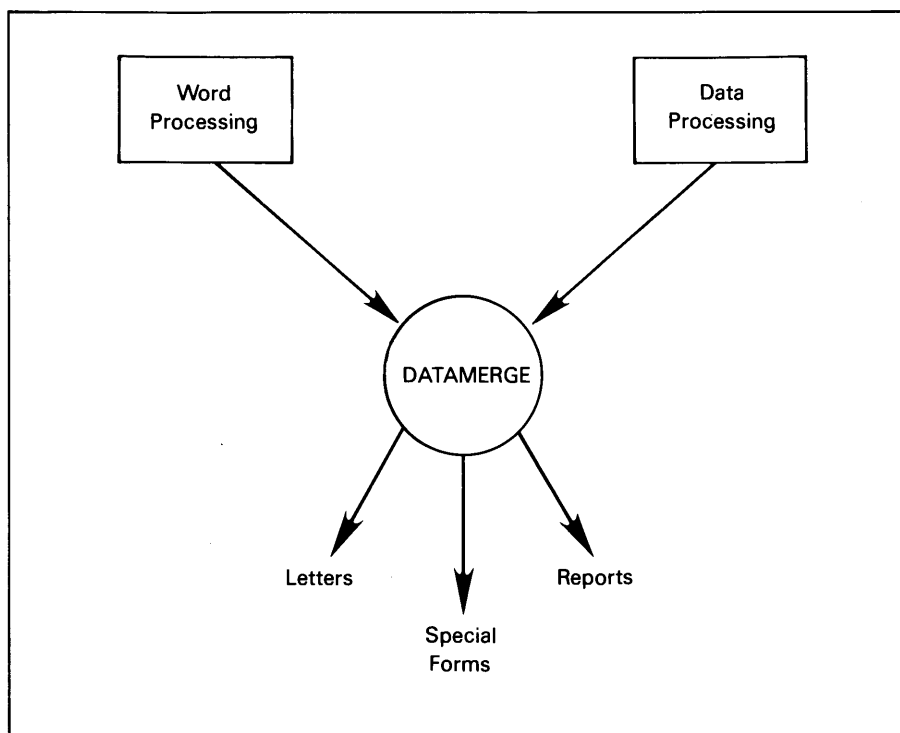 Word
Processing
Data
Processing
DATAMERGE
Letters
Reports
Special
Forms